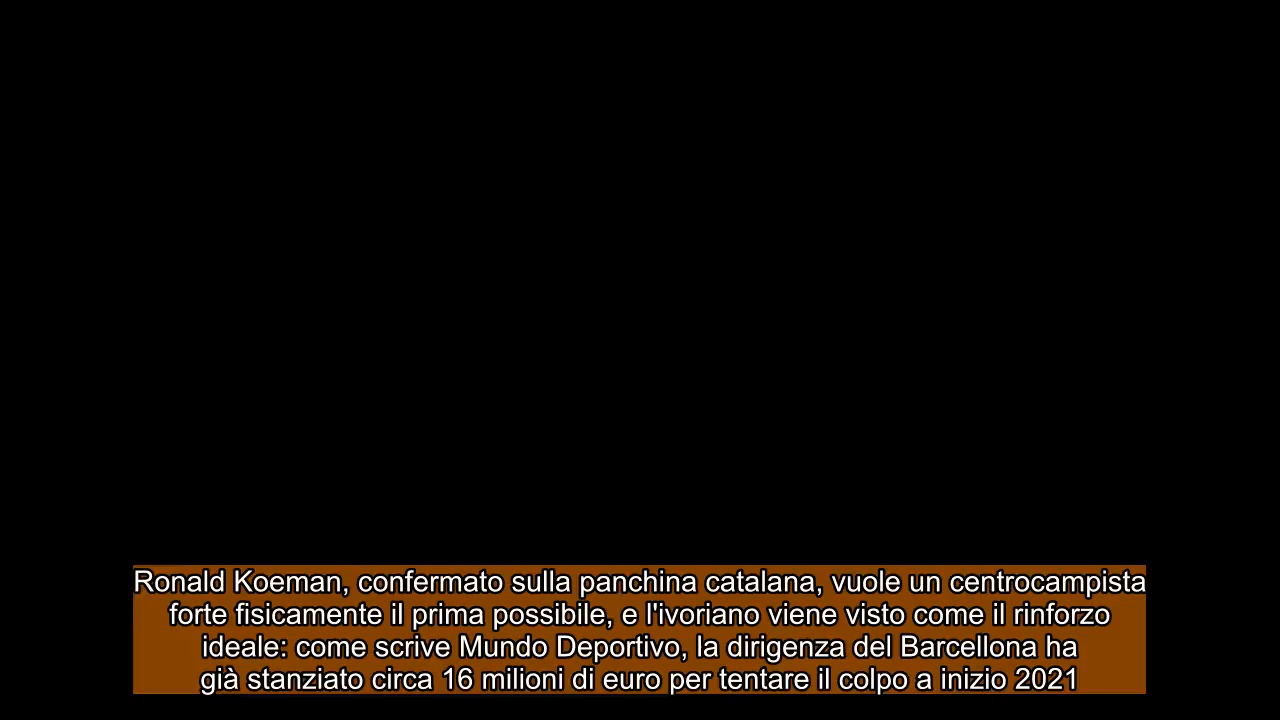 Ronald Koeman, confermato sulla panchina catalana, vuole un centrocampista
forte fisicamente il prima possibile, e l'ivoriano viene visto come il rinforzo
ideale: come scrive Mundo Deportivo, la dirigenza del Barcellona ha
già stanziato circa 16 milioni di euro per tentare il colpo a inizio 2021